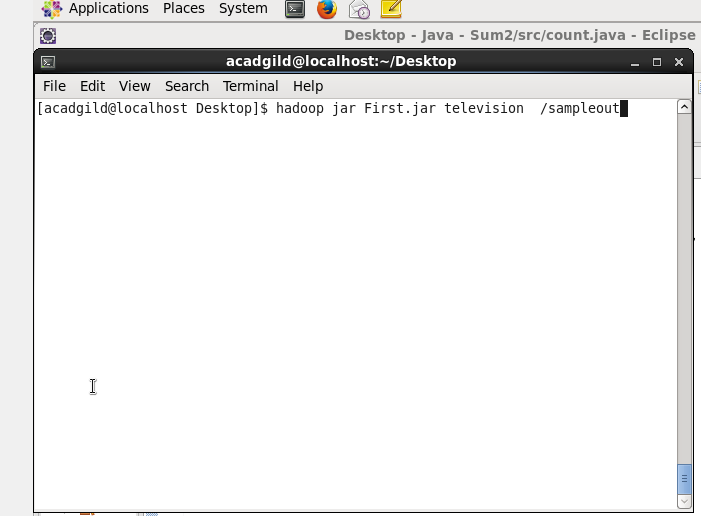 Applications Places System
Desktop - Java - Sum2/src/count.java - Eclipse
acadgild@localhost:~/Desktop
File Edit View Search Terminal Help
[acadgild@localhost Desktop]$ hadoop jar First.jar television  /sampleout